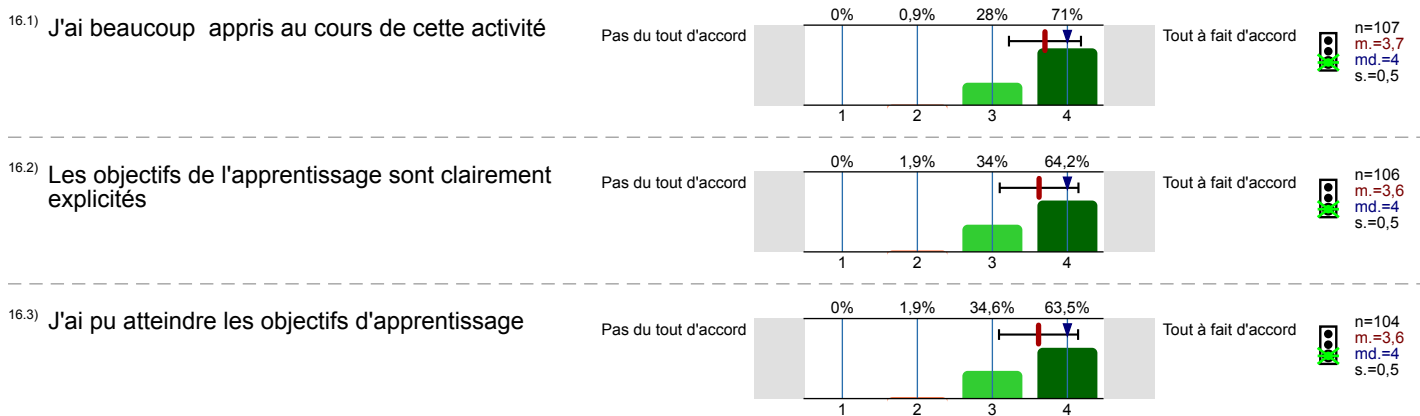 16.1) J'ai beaucoup appris au cours de cette activité
0% 0,9% 28% 71%
Pas du tout d'accord
Tout à fait d'accord
1 2 3 4
n=107
m.=3,7
md.=4
s.=0,5
16.2) Les objectifs de l'apprentissage sont clairement
explicités
0% 1,9% 34% 64,2%
Pas du tout d'accord
Tout à fait d'accord
1 2 3 4
n=106
m.=3,6
md.=4
s.=0,5
16.3) J'ai pu atteindre les objectifs d'apprentissage
0% 1,9% 34,6% 63,5%
Pas du tout d'accord
Tout à fait d'accord
1 2 3 4
n=104
m.=3,6
md.=4
s.=0,5